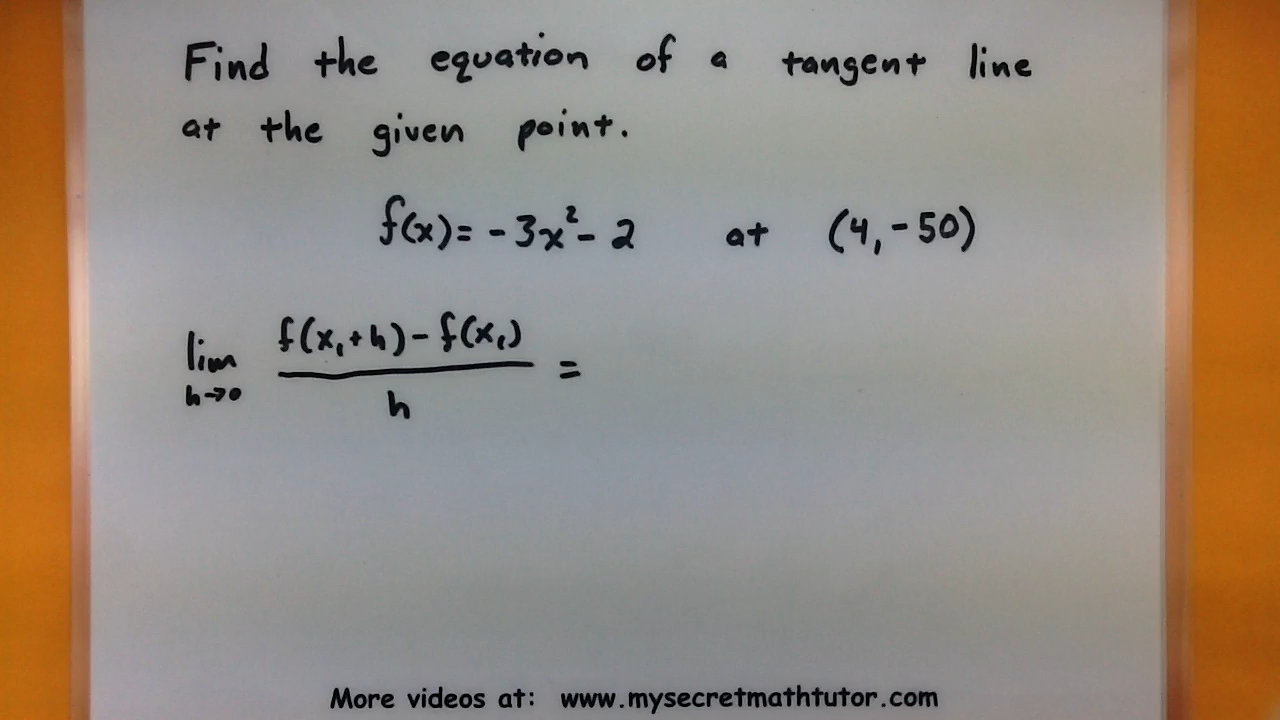 Find the equation of a tangent line
at the given point.
f(x) = -3x² - 2 at (4, -50)
lim h→0 f(x₁+h) - f(x₁) / h =
More videos at: www.mysecretmathtutor.com